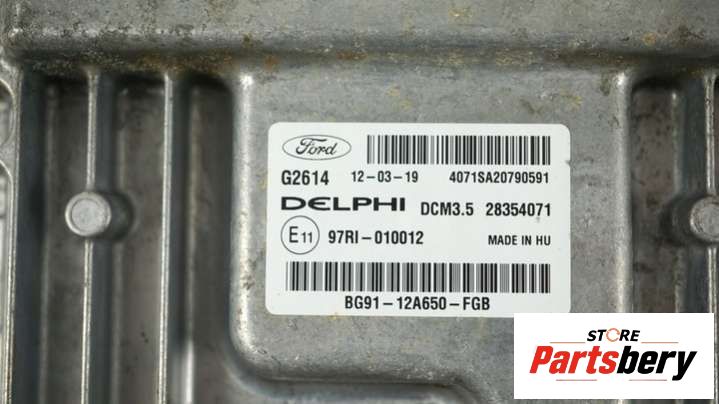 Ford
G2614 12-03-19 4071SA20790591
DELPHI DCM3.5 28354071
E11 97RI-010012 MADE IN HU
BG91-12A650-FGB
STORE
Partsbery